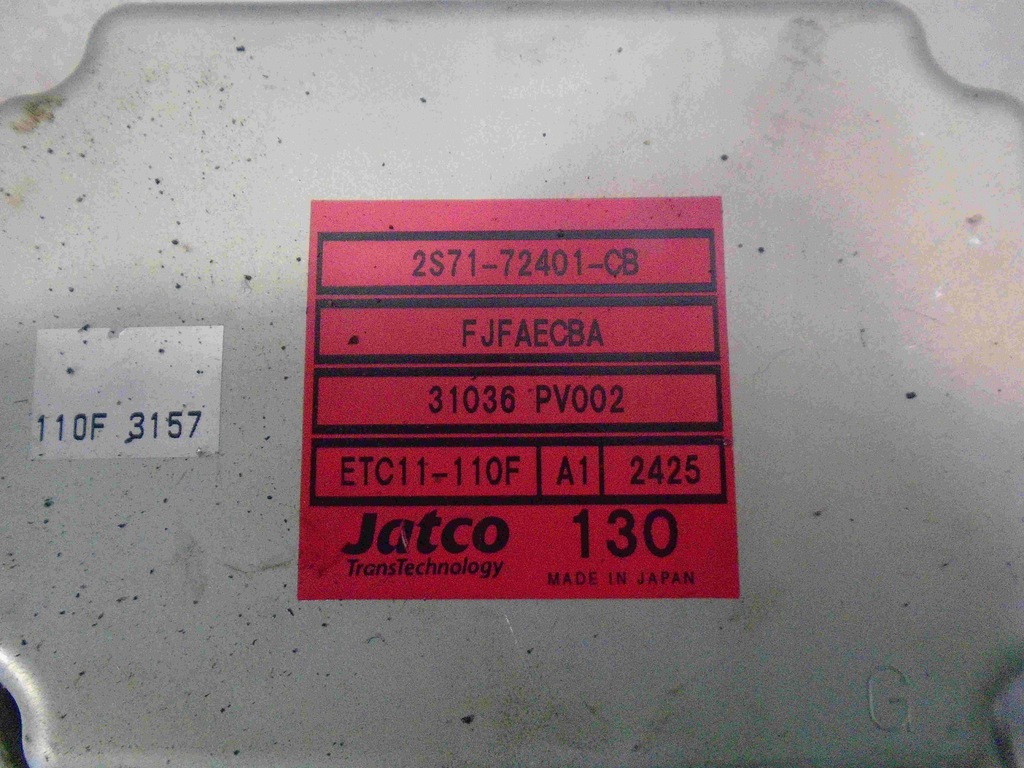 2S71-72401-CB
FJFAECBA
31036 PV002
ETC11-110F A1 2425
Jatco 130
TransTechnology
MADE IN JAPAN
110F 3157
G